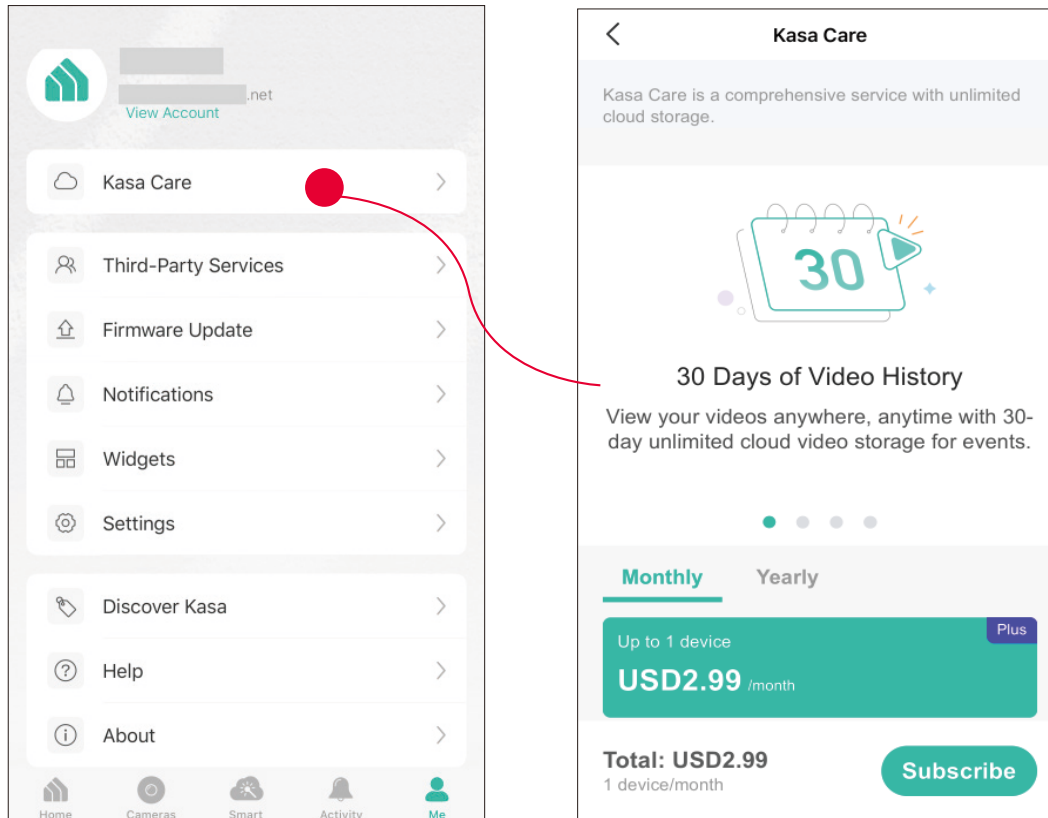 .net
View Account
Kasa Care
Third-Party Services
Firmware Update
Notifications
Widgets
Settings
Discover Kasa
Help
About
Home
Cameras
Smart
Activity
Me
Kasa Care
Kasa Care is a comprehensive service with unlimited
cloud storage.
30
30 Days of Video History
View your videos anywhere, anytime with 30-
day unlimited cloud video storage for events.
Monthly
Yearly
Plus
Up to 1 device
USD2.99 /month
Total: USD2.99
1 device/month
Subscribe